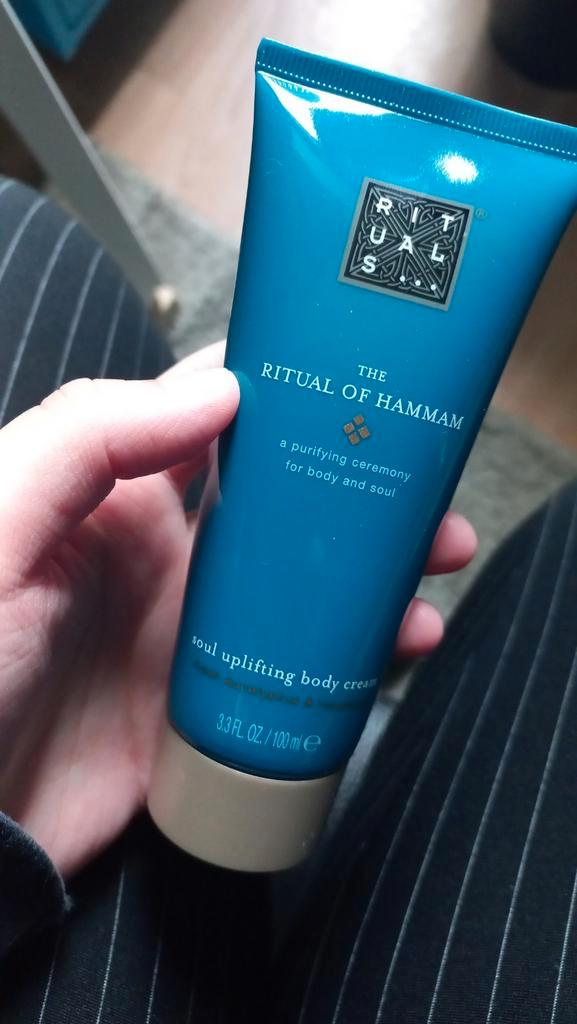 RIT
UAL
S...
®
THE
RITUAL OF HAMMAM
a purifying ceremony
for body and soul
soul uplifting body cream
3.3 FL. OZ. / 100 ml ℮